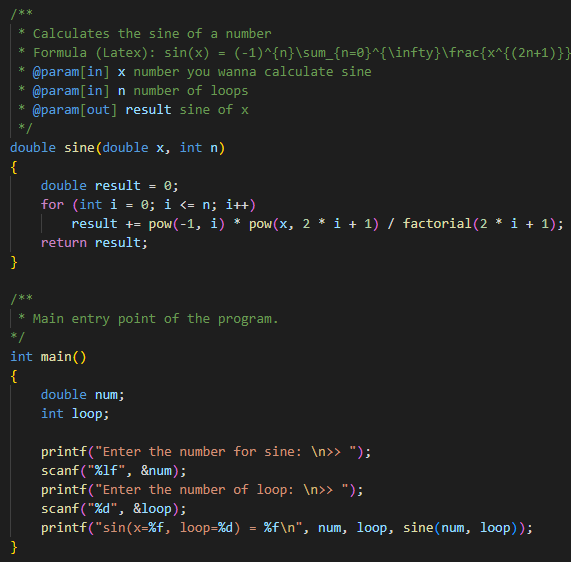 /**
 * Calculates the sine of a number
 * Formula (Latex): sin(x) = (-1)^{n}\sum_{n=0}^{\infty}\frac{x^{(2n+1)}}
 * @param[in] x number you wanna calculate sine
 * @param[in] n number of loops
 * @param[out] result sine of x
 */
double sine(double x, int n)
{
    double result = 0;
    for (int i = 0; i <= n; i++)
        result += pow(-1, i) * pow(x, 2 * i + 1) / factorial(2 * i + 1);
    return result;
}

/**
 * Main entry point of the program.
*/
int main()
{
    double num;
    int loop;

    printf("Enter the number for sine: \n>> ");
    scanf("%lf", &num);
    printf("Enter the number of loop: \n>> ");
    scanf("%d", &loop);
    printf("sin(x=%f, loop=%d) = %f\n", num, loop, sine(num, loop));
}